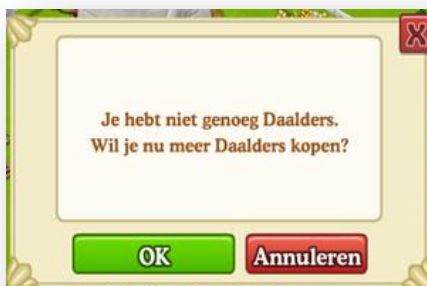 X
Je hebt niet genoeg Daalders.
Wil je nu meer Daalders kopen?
OK
Annuleren